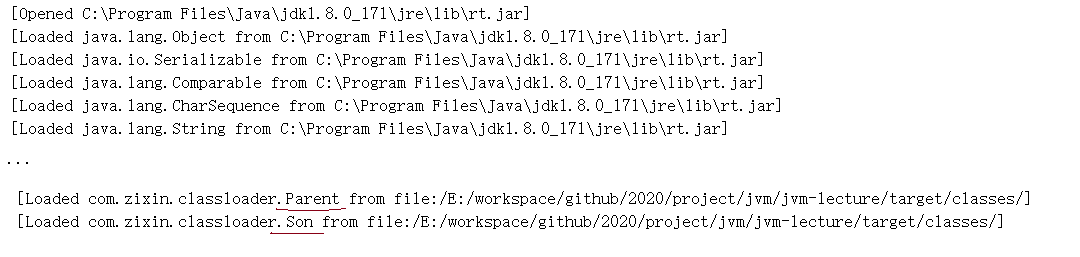 [Opened C:\Program Files\Java\jdk1.8.0_171\jre\lib\rt.jar]
[Loaded java.lang.Object from C:\Program Files\Java\jdk1.8.0_171\jre\lib\rt.jar]
[Loaded java.io.Serializable from C:\Program Files\Java\jdk1.8.0_171\jre\lib\rt.jar]
[Loaded java.lang.Comparable from C:\Program Files\Java\jdk1.8.0_171\jre\lib\rt.jar]
[Loaded java.lang.CharSequence from C:\Program Files\Java\jdk1.8.0_171\jre\lib\rt.jar]
[Loaded java.lang.String from C:\Program Files\Java\jdk1.8.0_171\jre\lib\rt.jar]
...
[Loaded com.zixin.classloader.Parent from file:/E:/workspace/github/2020/project/jvm/jvm-lecture/target/classes/]
[Loaded com.zixin.classloader.Son from file:/E:/workspace/github/2020/project/jvm/jvm-lecture/target/classes/]